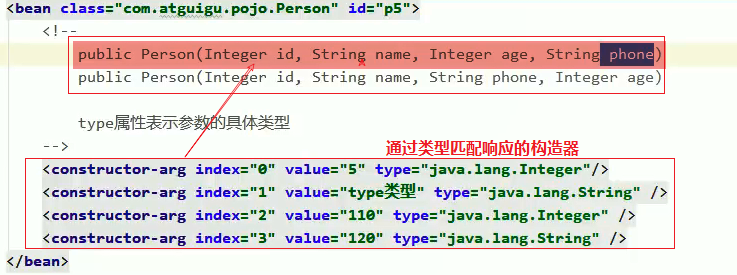 <bean class="com.atguigu.pojo.Person" id="p5">
<!--
public Person(Integer id, String name, Integer age, String phone)
public Person(Integer id, String name, String phone, Integer age)
type属性表示参数的具体类型
-->
通过类型匹配响应的构造器
<constructor-arg index="0" value="5" type="java.lang.Integer"/>
<constructor-arg index="1" value="type类型" type="java.lang.String" />
<constructor-arg index="2" value="110" type="java.lang.Integer" />
<constructor-arg index="3" value="120" type="java.lang.String" />
</bean>